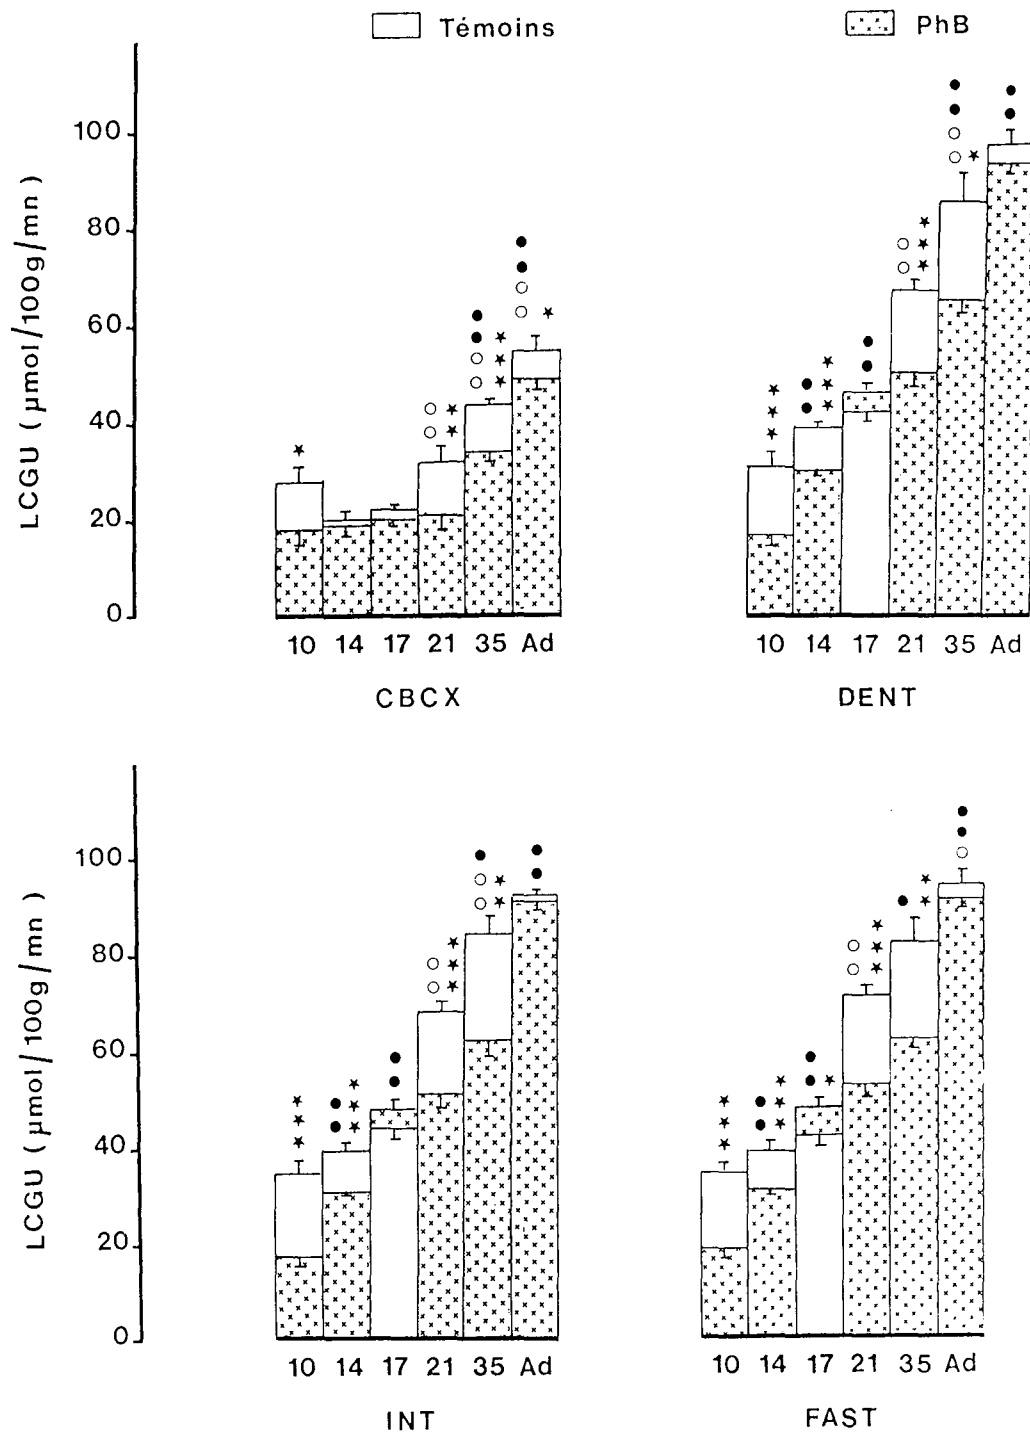 Témoins PhB
LCGU (µmol/100g/mn)
100
80
60
40
20
0
10 14 17 21 35 Ad
CBCX
10 14 17 21 35 Ad
DENT
LCGU (µmol/100g/mn)
100
80
60
40
20
0
10 14 17 21 35 Ad
INT
10 14 17 21 35 Ad
FAST